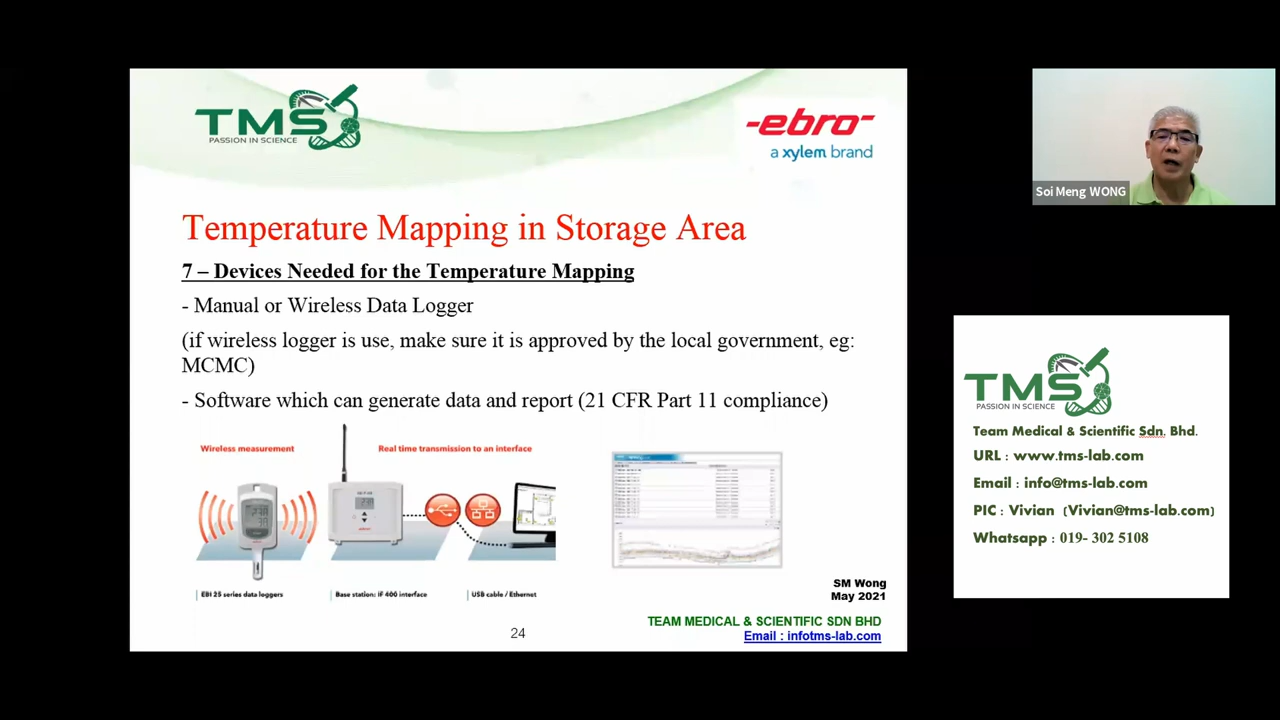 TMS
PASSION IN SCIENCE
-ebro-
a xylem brand
Temperature Mapping in Storage Area
7 – Devices Needed for the Temperature Mapping
- Manual or Wireless Data Logger
(if wireless logger is use, make sure it is approved by the local government, eg:
MCMC)
- Software which can generate data and report (21 CFR Part 11 compliance)
Wireless measurement
Real time transmission to an interface
EBI 25 series data loggers
Base station: IF 400 interface
USB cable / Ethernet
SM Wong
May 2021
TEAM MEDICAL & SCIENTIFIC SDN BHD
Email : infotms-lab.com
24
Soi Meng WONG
TMS
PASSION IN SCIENCE
Team Medical & Scientific Sdn. Bhd.
URL : www.tms-lab.com
Email : info@tms-lab.com
PIC : Vivian (Vivian@tms-lab.com)
Whatsapp : 019- 302 5108